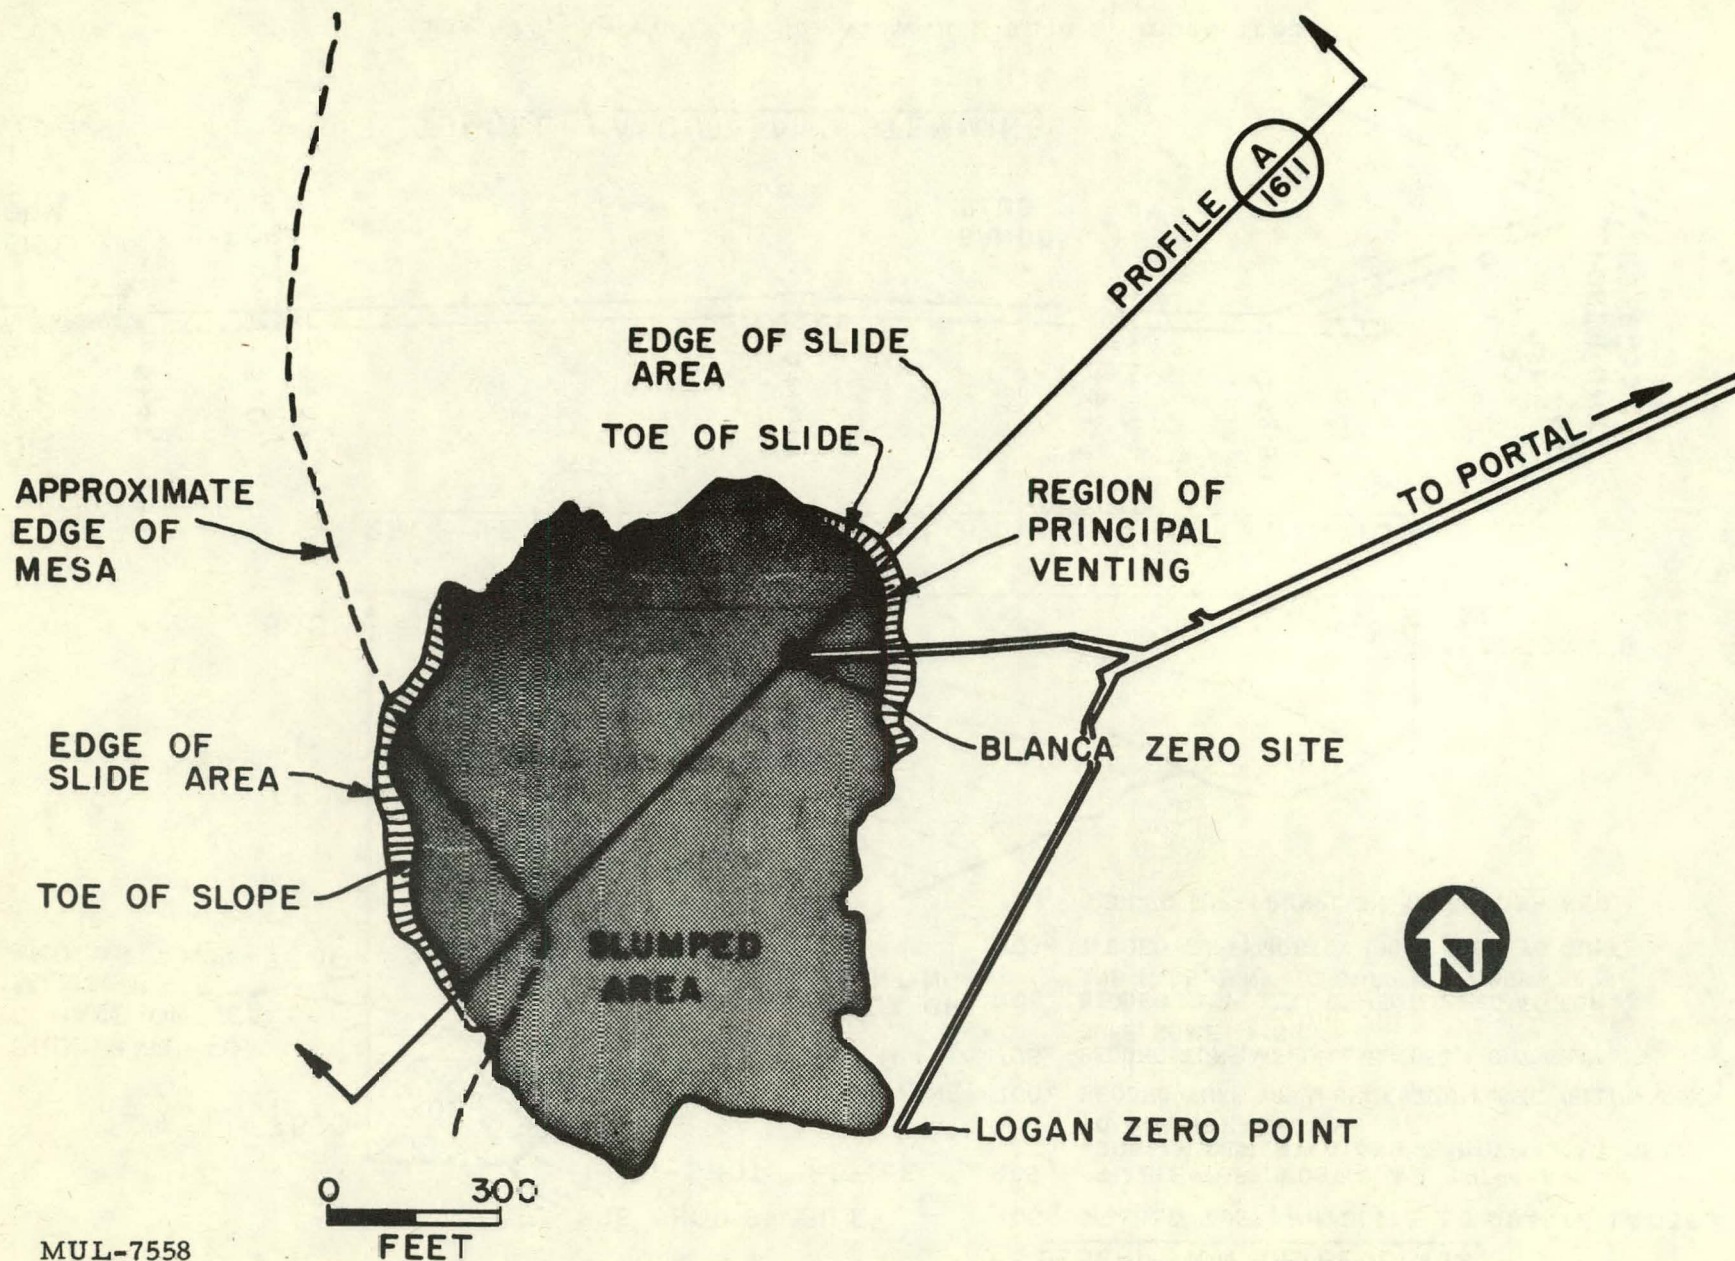 A
1611
PROFILE
EDGE OF SLIDE
AREA
TOE OF SLIDE
TO PORTAL
APPROXIMATE
EDGE OF
MESA
REGION OF
PRINCIPAL
VENTING
EDGE OF
SLIDE AREA
BLANCA ZERO SITE
TOE OF SLOPE
SLUMPED
AREA
N
LOGAN ZERO POINT
0 300
FEET
MUL-7558